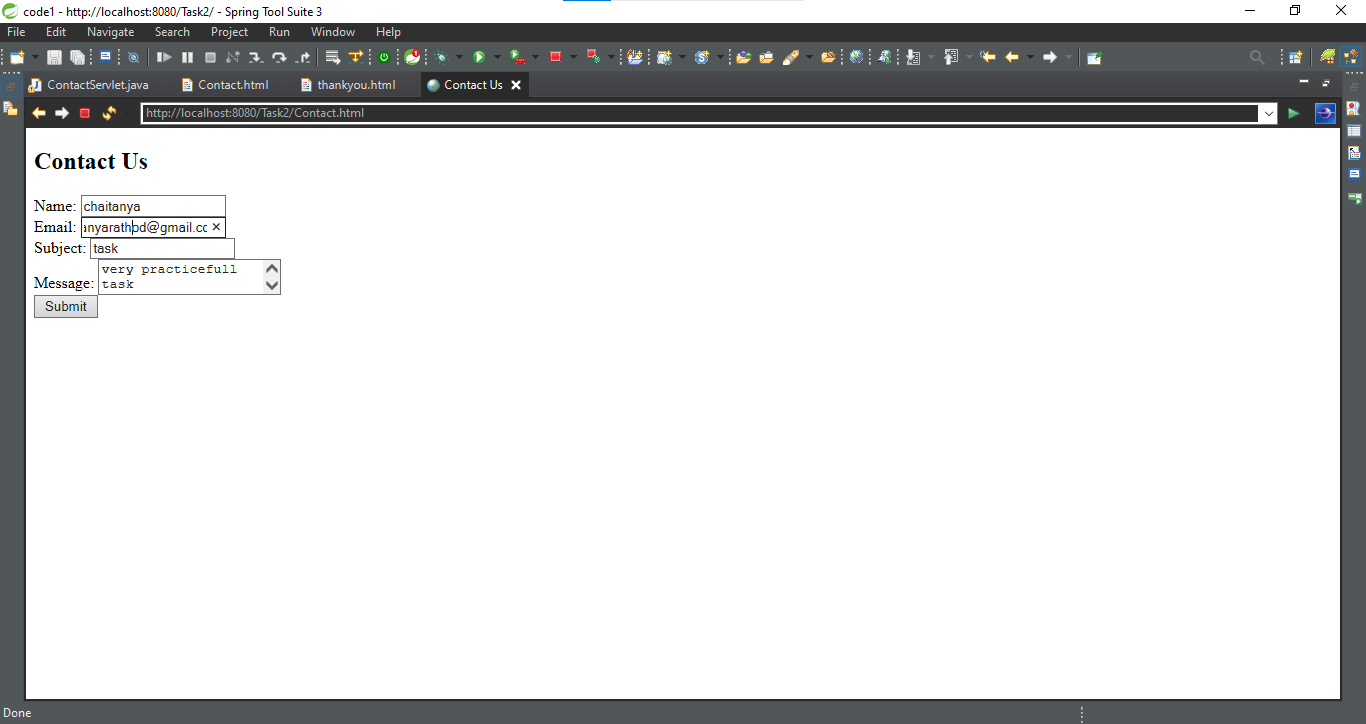 code1 - http://localhost:8080/Task2/ - Spring Tool Suite 3
File Edit Navigate Search Project Run Window Help
ContactServlet.java Contact.html thankyou.html Contact Us
http://localhost:8080/Task2/Contact.html
Contact Us
Name: chaitanya
Email: anyarathod@gmail.cc
Subject: task
very practicefull
Message: task
Submit
Done